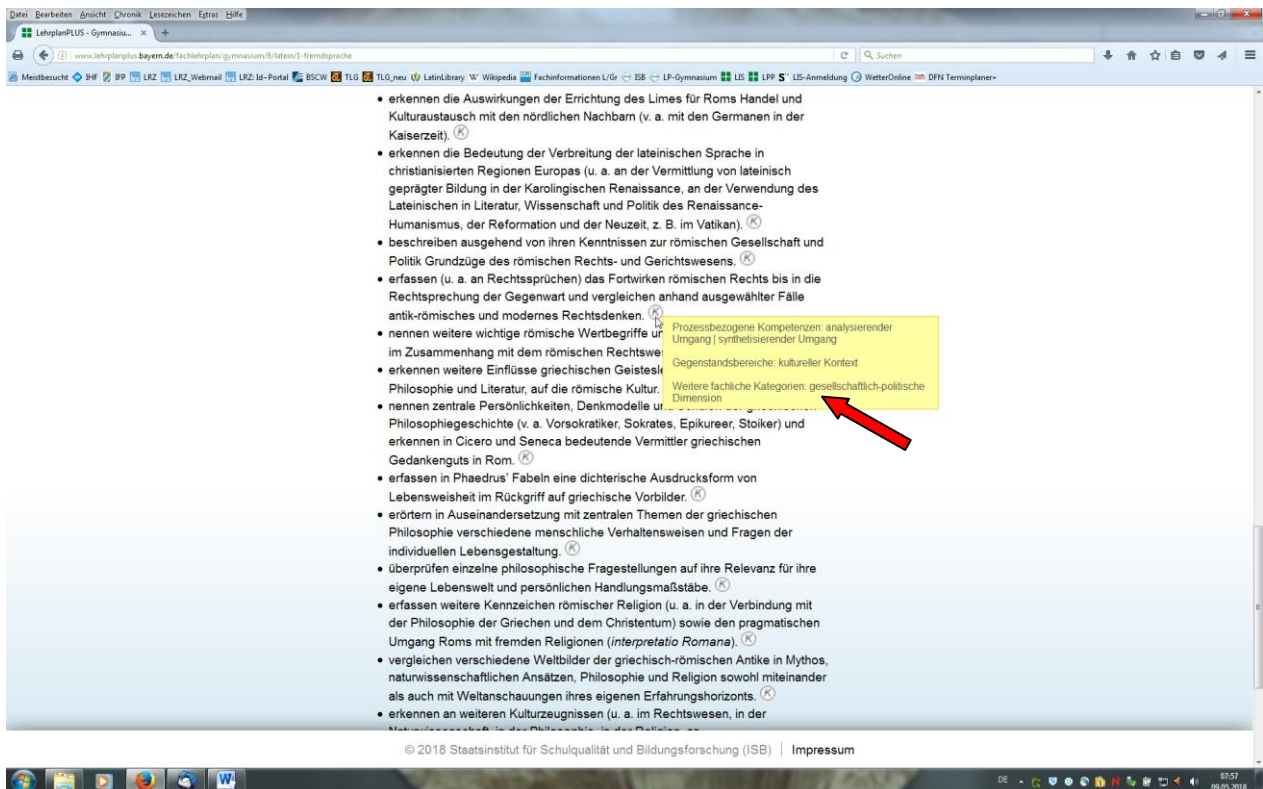 Datei Bearbeiten Ansicht Chronik Lesezeichen Extras Hilfe
LehrplanPLUS - Gymnasiu...
www.lehrplanplus.bayern.de/fachlehrplan/gymnasium/8/latein/1-fremdsprache
Suchen
Meistbesucht IHF IFP LRZ LRZ_Webmail LRZ: Id-Portal BSCW TLG TLG_neu LatinLibrary Wikipedia Fachinformationen L/Gr ISB LP-Gymnasium LIS LPP LIS-Anmeldung WetterOnline DFN Terminplaner+
• erkennen die Auswirkungen der Errichtung des Limes für Roms Handel und
Kulturaustausch mit den nördlichen Nachbarn (v. a. mit den Germanen in der
Kaiserzeit). K
• erkennen die Bedeutung der Verbreitung der lateinischen Sprache in
christianisierten Regionen Europas (u. a. an der Vermittlung von lateinisch
geprägter Bildung in der Karolingischen Renaissance, an der Verwendung des
Lateinischen in Literatur, Wissenschaft und Politik des Renaissance-
Humanismus, der Reformation und der Neuzeit, z. B. im Vatikan). K
• beschreiben ausgehend von ihren Kenntnissen zur römischen Gesellschaft und
Politik Grundzüge des römischen Rechts- und Gerichtswesens. K
• erfassen (u. a. an Rechtssprüchen) das Fortwirken römischen Rechts bis in die
Rechtsprechung der Gegenwart und vergleichen anhand ausgewählter Fälle
antik-römisches und modernes Rechtsdenken. K
• nennen weitere wichtige römische Wertbegriffe
im Zusammenhang mit dem römischen
• erkennen weitere Einflüsse griechischen
Philosophie und Literatur, auf die römische Kultur.
• nennen zentrale Persönlichkeiten, Denkmodelle
Philosophiegeschichte (v. a. Vorsokratiker, Sokrates, Epikureer, Stoiker) und
erkennen in Cicero und Seneca bedeutende Vermittler griechischen
Gedankenguts in Rom. K
Prozessbezogene Kompetenzen: analysierender
Umgang | synthetisierender Umgang
Gegenstandsbereiche: kultureller Kontext
Weitere fachliche Kategorien: gesellschaftlich-politische
Dimension
• erfassen in Phaedrus' Fabeln eine dichterische Ausdrucksform von
Lebensweisheit im Rückgriff auf griechische Vorbilder. K
• erörtern in Auseinandersetzung mit zentralen Themen der griechischen
Philosophie verschiedene menschliche Verhaltensweisen und Fragen der
individuellen Lebensgestaltung. K
• überprüfen einzelne philosophische Fragestellungen auf ihre Relevanz für ihre
eigene Lebenswelt und persönlichen Handlungsmaßstäbe. K
• erfassen weitere Kennzeichen römischer Religion (u. a. in der Verbindung mit
der Philosophie der Griechen und dem Christentum) sowie den pragmatischen
Umgang Roms mit fremden Religionen (interpretatio Romana). K
• vergleichen verschiedene Weltbilder der griechisch-römischen Antike in Mythos,
naturwissenschaftlichen Ansätzen, Philosophie und Religion sowohl miteinander
als auch mit Weltanschauungen ihres eigenen Erfahrungshorizonts. K
• erkennen an weiteren Kulturzeugnissen (u. a. im Rechtswesen, in der
© 2018 Staatsinstitut für Schulqualität und Bildungsforschung (ISB) | Impressum
DE
07:57
09.05.2018